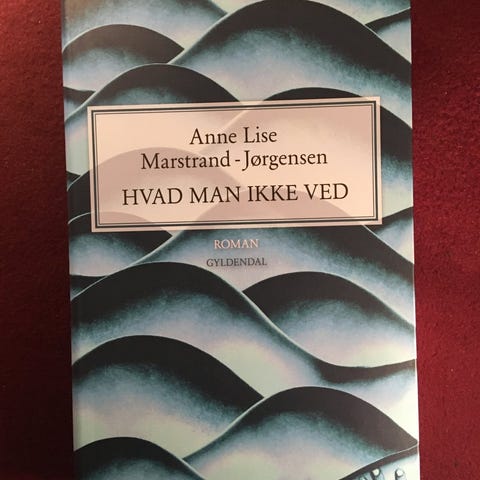 Anne Lise
Marstrand-Jørgensen
HVAD MAN IKKE VED
ROMAN
GYLDENDAL